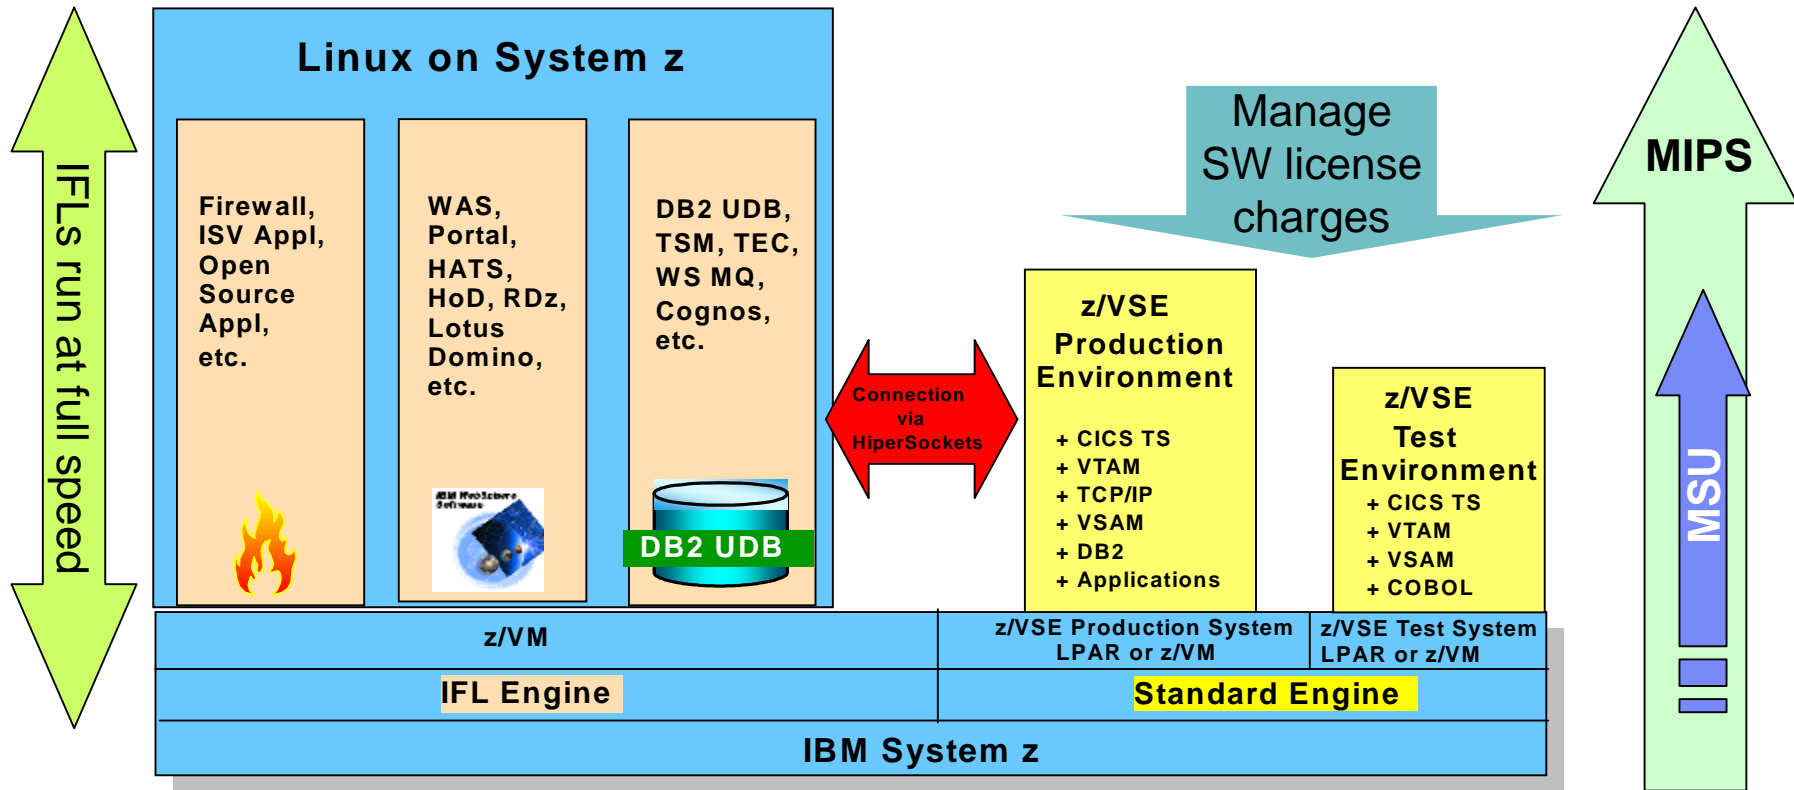 Linux on System z
IFLs run at full speed
Firewall,
ISV Appl,
Open
Source
Appl,
etc.
WAS,
Portal,
HATS,
HoD, RDz,
Lotus
Domino,
etc.
IBM WebSphere
Software
DB2 UDB,
TSM, TEC,
WS MQ,
Cognos,
etc.
DB2 UDB
Connection
via
HiperSockets
Manage
SW license
charges
z/VSE
Production
Environment
+ CICS TS
+ VTAM
+ TCP/IP
+ VSAM
+ DB2
+ Applications
z/VSE
Test
Environment
+ CICS TS
+ VTAM
+ VSAM
+ COBOL
MIPS
MSU
z/VM
z/VSE Production System
LPAR or z/VM
z/VSE Test System
LPAR or z/VM
IFL Engine
Standard Engine
IBM System z